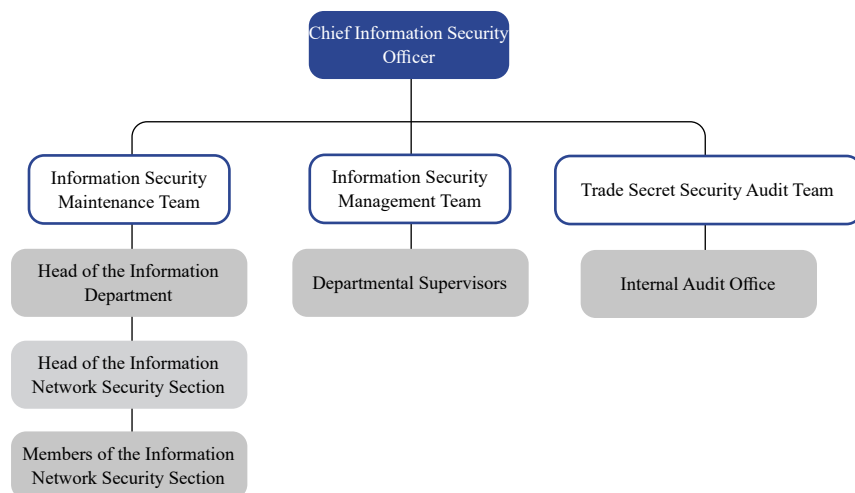 Chief Information Security
Officer
Information Security
Maintenance Team
Information Security
Management Team
Trade Secret Security Audit Team
Head of the Information
Department
Departmental Supervisors
Internal Audit Office
Head of the Information
Network Security Section
Members of the Information
Network Security Section